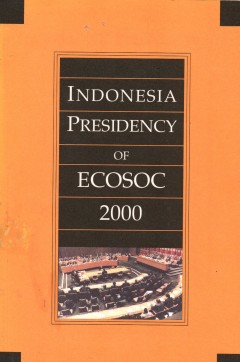 INDONESIA
PRESIDENCY
OF
ECOSOC
2000